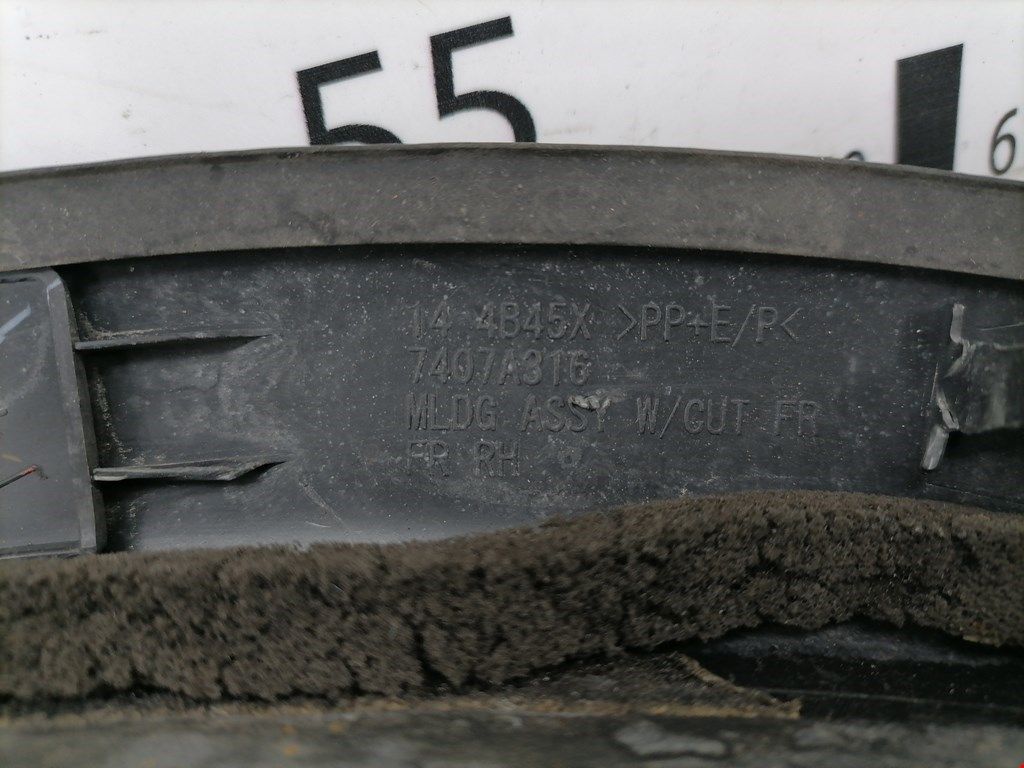 55
6
14 4B45X >PP+E/P<
7407A316
MLDG ASSY W/CUT FR
FR RH